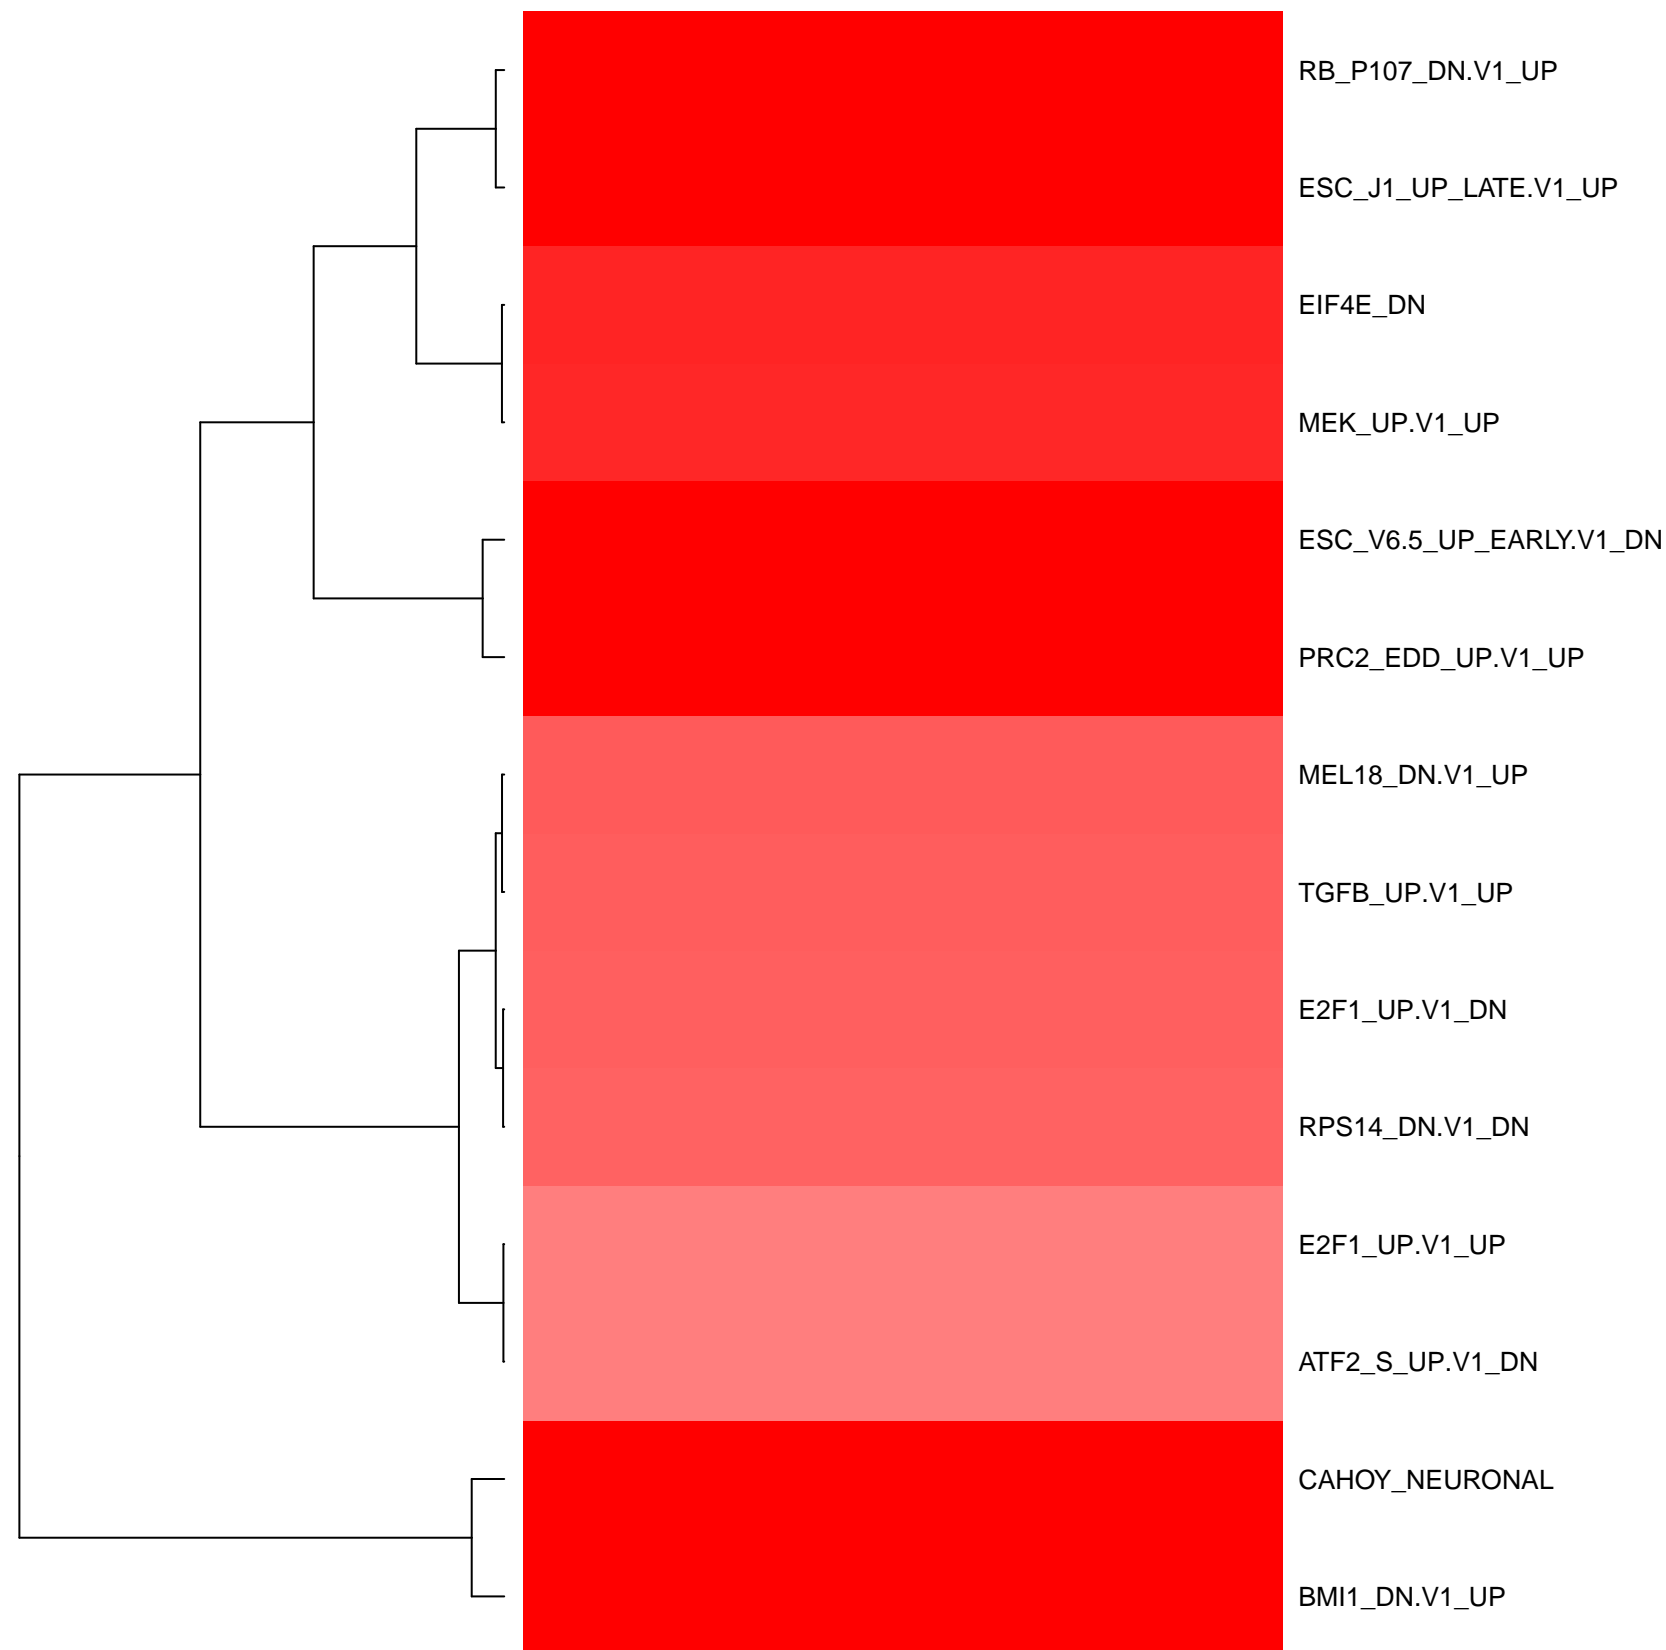 RB_P107_DN.V1_UP
ESC_J1_UP_LATE.V1_UP
EIF4E_DN
MEK_UP.V1_UP
ESC_V6.5_UP_EARLY.V1_DN
PRC2_EDD_UP.V1_UP
MEL18_DN.V1_UP
TGFB_UP.V1_UP
E2F1_UP.V1_DN
RPS14_DN.V1_DN
E2F1_UP.V1_UP
ATF2_S_UP.V1_DN
CAHOY_NEURONAL
BMI1_DN.V1_UP